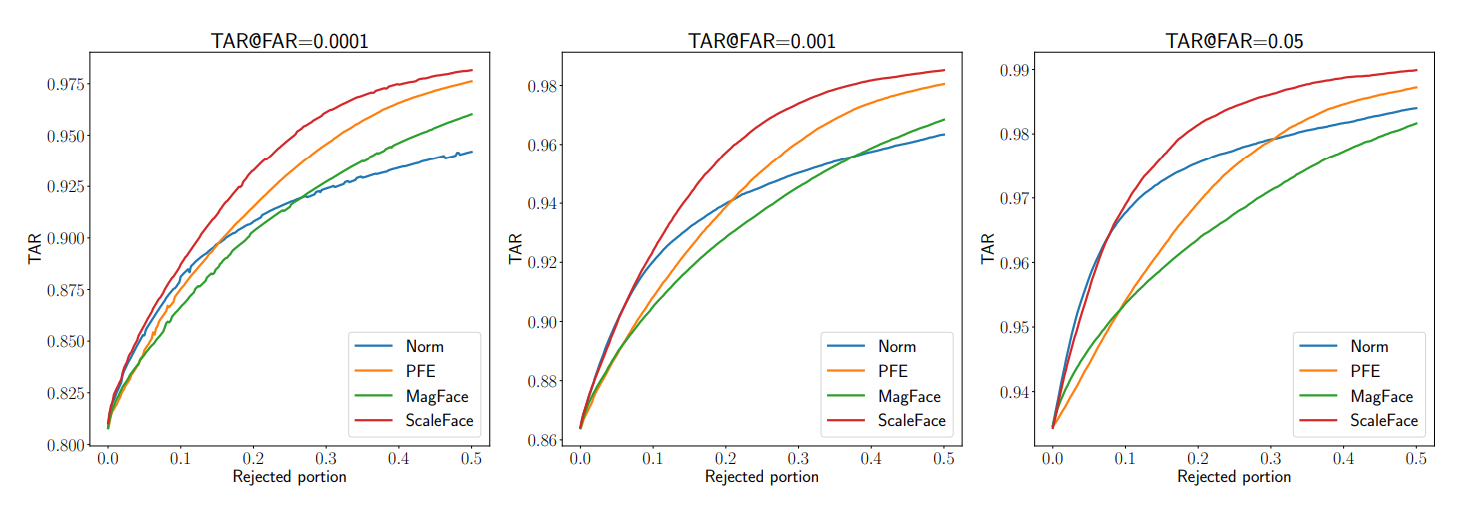 TAR@FAR=0.0001
TAR
0.975
0.950
0.925
0.900
0.875
0.850
0.825
0.800
0.0 0.1 0.2 0.3 0.4 0.5
Rejected portion
Norm
PFE
MagFace
ScaleFace
TAR@FAR=0.001
TAR
0.98
0.96
0.94
0.92
0.90
0.88
0.86
0.0 0.1 0.2 0.3 0.4 0.5
Rejected portion
Norm
PFE
MagFace
ScaleFace
TAR@FAR=0.05
TAR
0.99
0.98
0.97
0.96
0.95
0.94
0.0 0.1 0.2 0.3 0.4 0.5
Rejected portion
Norm
PFE
MagFace
ScaleFace